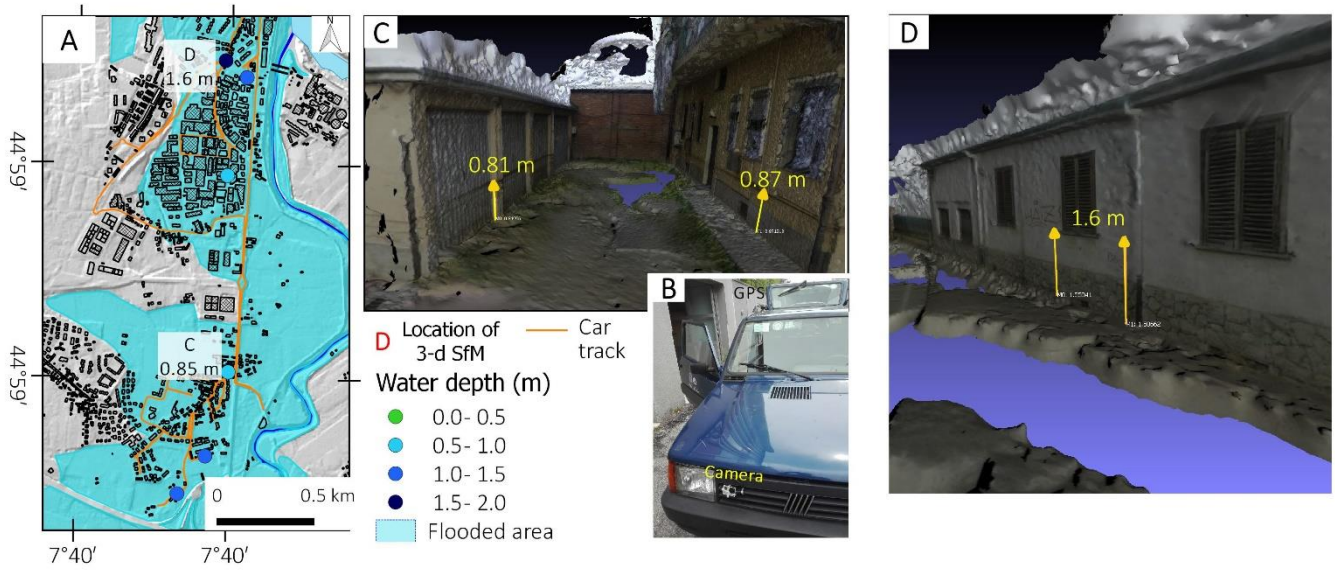 A
N
D
1.6 m
44°59'
44°59'
C
0.85 m
0
0.5 km
7°40'
7°40'
C
0.81 m
0.87 m
B
GPS
Camera
D
Location of
3-d SfM
Car
track
Water depth (m)
0.0- 0.5
0.5- 1.0
1.0- 1.5
1.5- 2.0
Flooded area
D
1.6 m